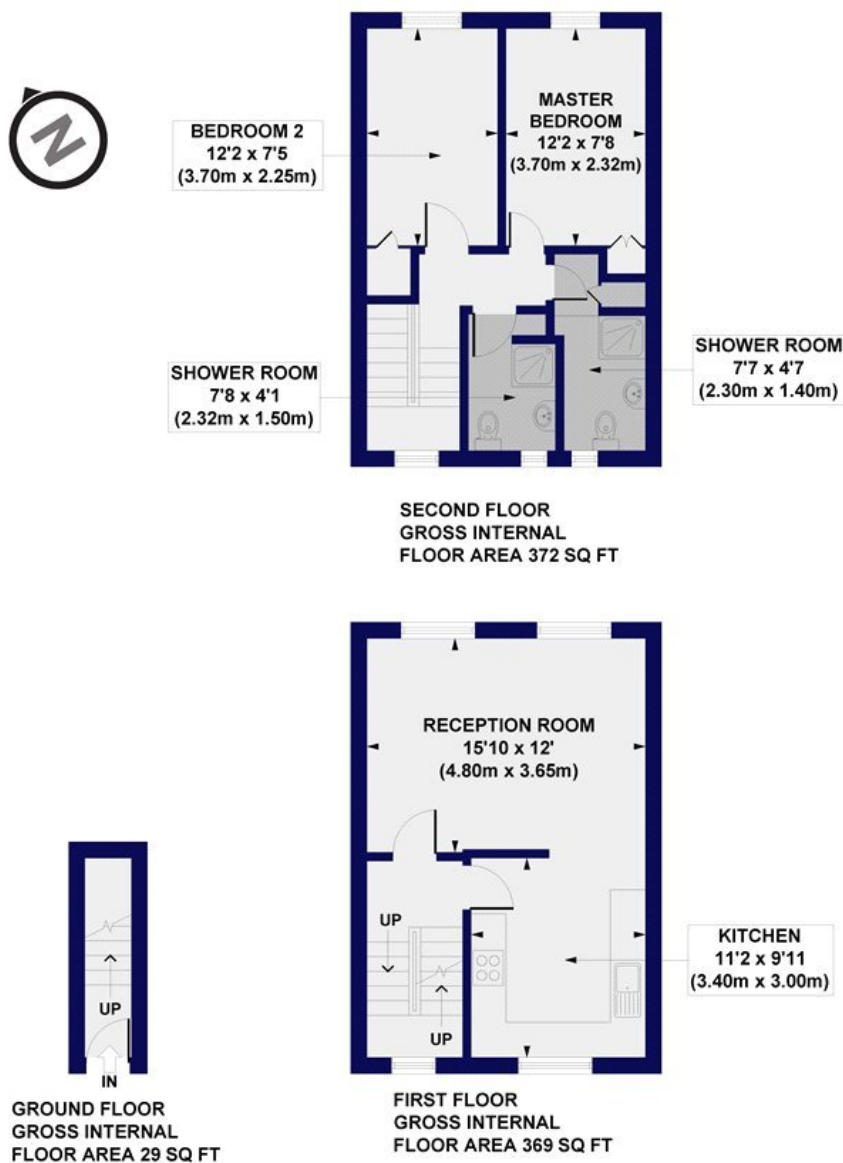 N
BEDROOM 2
12'2 x 7'5
(3.70m x 2.25m)
MASTER
BEDROOM
12'2 x 7'8
(3.70m x 2.32m)
SHOWER ROOM
7'8 x 4'1
(2.32m x 1.50m)
SHOWER ROOM
7'7 x 4'7
(2.30m x 1.40m)
SECOND FLOOR
GROSS INTERNAL
FLOOR AREA 372 SQ FT
RECEPTION ROOM
15'10 x 12'
(4.80m x 3.65m)
UP
UP
KITCHEN
11'2 x 9'11
(3.40m x 3.00m)
UP
IN
GROUND FLOOR
GROSS INTERNAL
FLOOR AREA 29 SQ FT
FIRST FLOOR
GROSS INTERNAL
FLOOR AREA 369 SQ FT